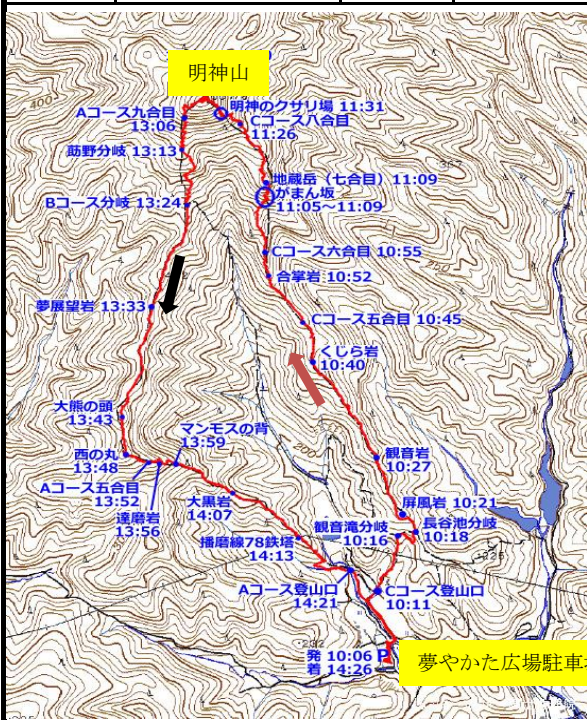 明神山
400
明神のクサリ場 11:31
Aコース九合目
13:06
Cコース八合目
11:26
筋野分岐 13:13
地蔵岳（七合目）11:09
がまん坂
11:05～11:09
Bコース分岐 13:24
Cコース六合目 10:55
合掌岩 10:52
夢展望岩 13:33
Cコース五合目 10:45
くじら岩
10:40
大熊の頭
13:43
マンモスの背
13:59
西の丸
13:48
観音岩
10:27
Aコース五合目
13:52
達磨岩
13:56
大黒岩
14:07
200
屏風岩 10:21
観音滝分岐
10:16
長谷池分岐
10:18
播磨線78鉄塔
14:13
Aコース登山口
14:21
Cコース登山口
10:11
発 10:06 P
着 14:26
夢やかた広場駐車